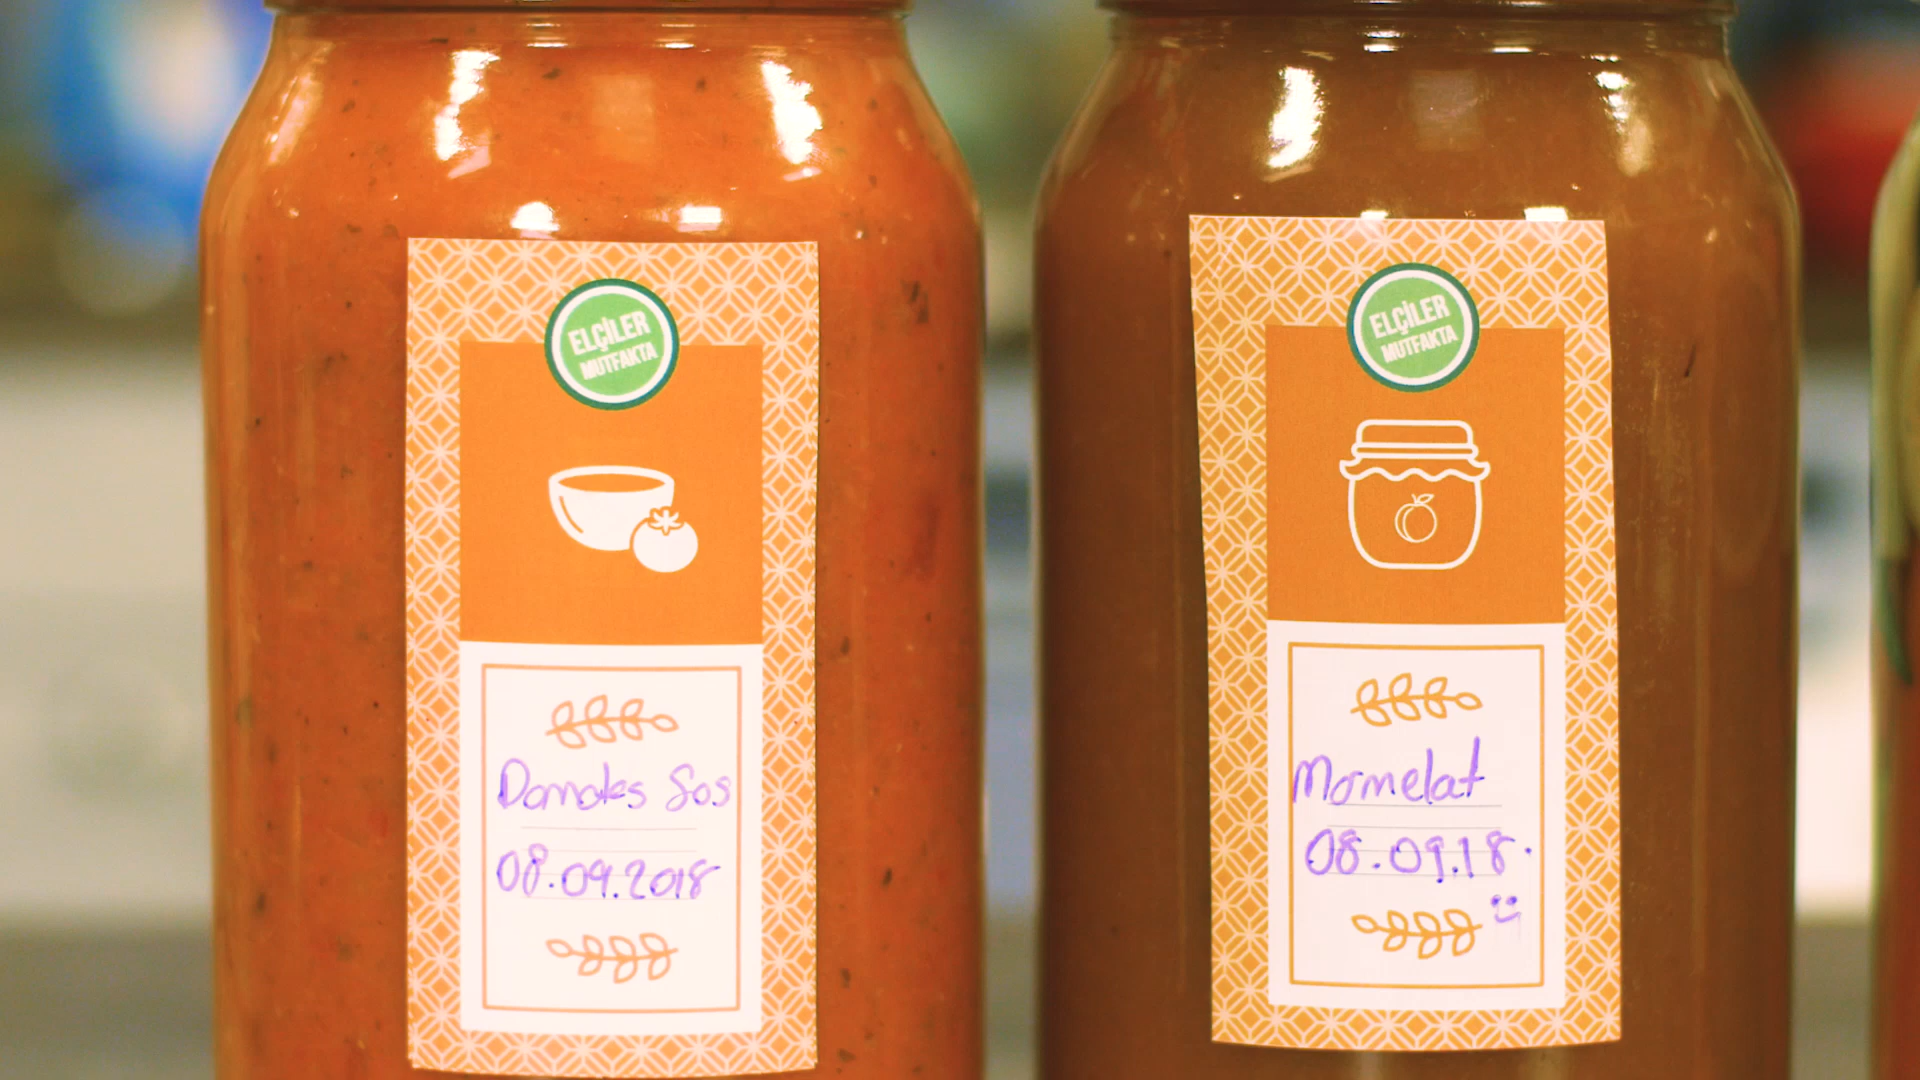 ELÇİLER
MUTFAKTA
Domates Sos
08.09.2018
ELÇİLER
MUTFAKTA
Marmelat
08.09.18.